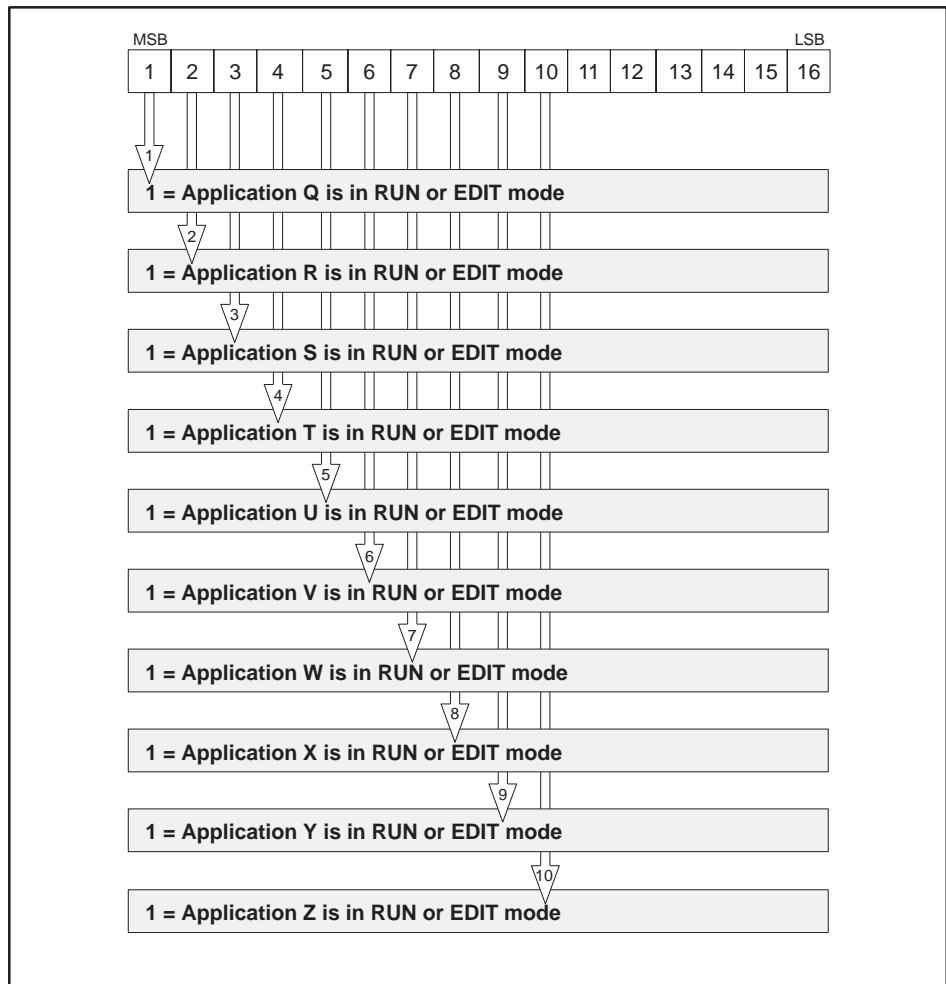 MSB LSB
1 2 3 4 5 6 7 8 9 10 11 12 13 14 15 16
1
1 = Application Q is in RUN or EDIT mode
2
1 = Application R is in RUN or EDIT mode
3
1 = Application S is in RUN or EDIT mode
4
1 = Application T is in RUN or EDIT mode
5
1 = Application U is in RUN or EDIT mode
6
1 = Application V is in RUN or EDIT mode
7
1 = Application W is in RUN or EDIT mode
8
1 = Application X is in RUN or EDIT mode
9
1 = Application Y is in RUN or EDIT mode
10
1 = Application Z is in RUN or EDIT mode